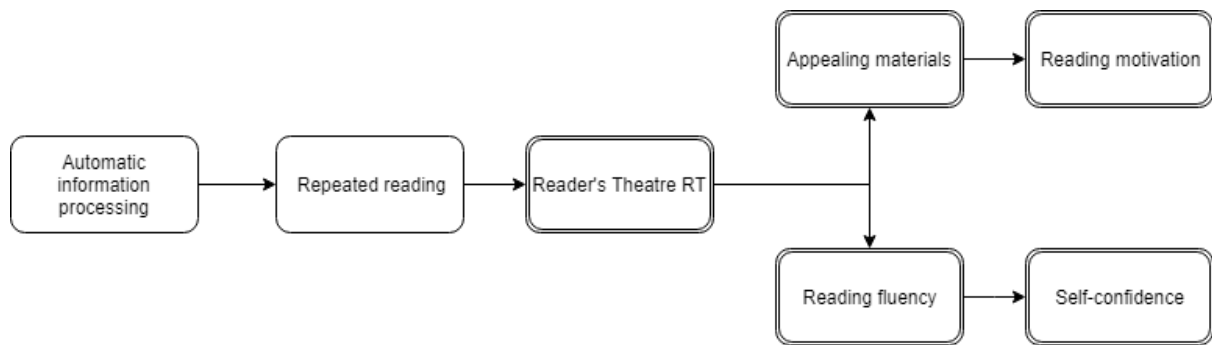 Appealing materials
Reading motivation
Automatic
information
processing
Repeated reading
Reader's Theatre RT
Reading fluency
Self-confidence